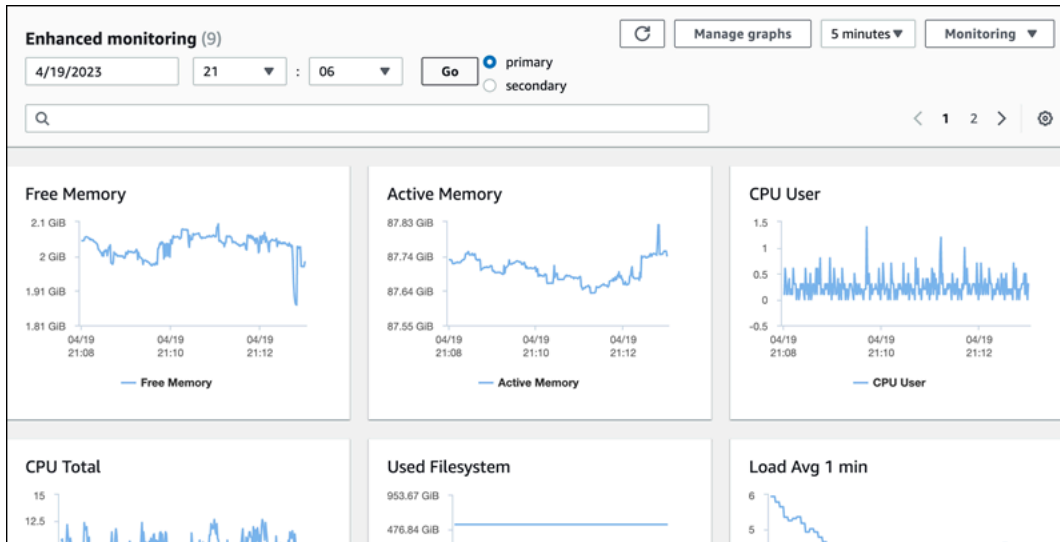 Enhanced monitoring (9)
Manage graphs
5 minutes
Monitoring
4/19/2023
21
:
06
Go
primary
secondary
1
2
Free Memory
2.1 GiB
2 GiB
1.91 GiB
1.81 GiB
04/19 04/19 04/19
21:08 21:10 21:12
Free Memory
Active Memory
87.83 GiB
87.74 GiB
87.64 GiB
87.55 GiB
04/19 04/19 04/19
21:08 21:10 21:12
Active Memory
CPU User
1.5
1
0.5
0
-0.5
04/19 04/19 04/19
21:08 21:10 21:12
CPU User
CPU Total
15
12.5
Used Filesystem
953.67 GiB
476.84 GiB
Load Avg 1 min
6
5